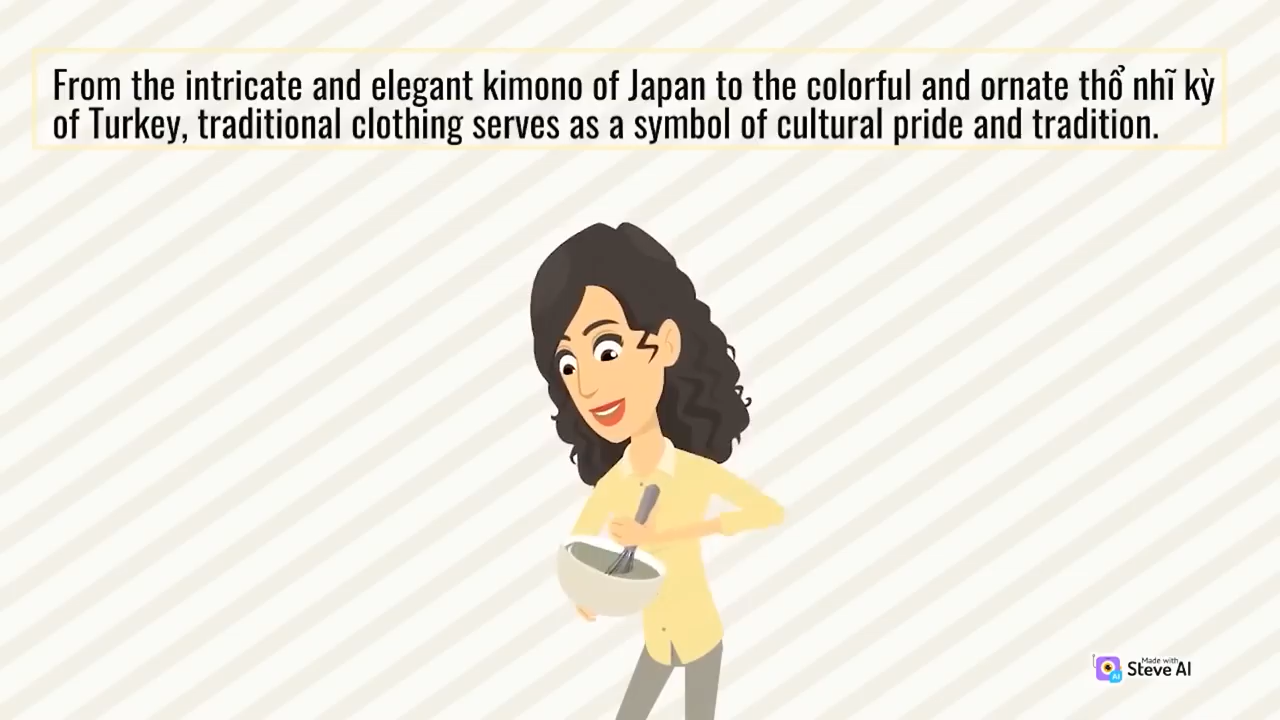 From the intricate and elegant kimono of Japan to the colorful and ornate thổ nhĩ kỳ
of Turkey, traditional clothing serves as a symbol of cultural pride and tradition.
Made with
AI
Steve AI